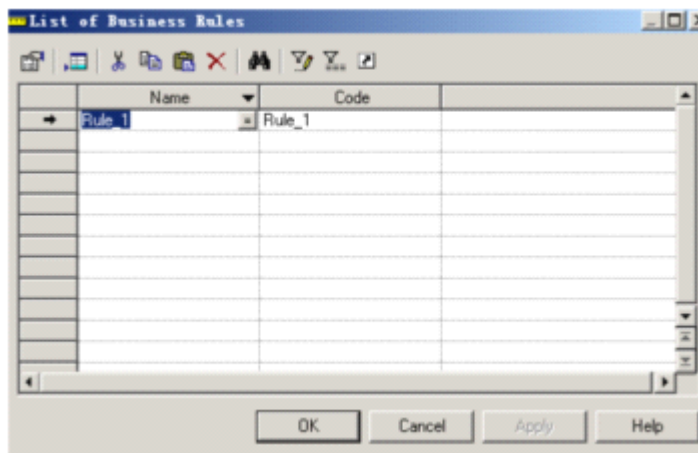 List of Business Rules
Name Code
Rule_1 = Rule_1
OK Cancel Apply Help